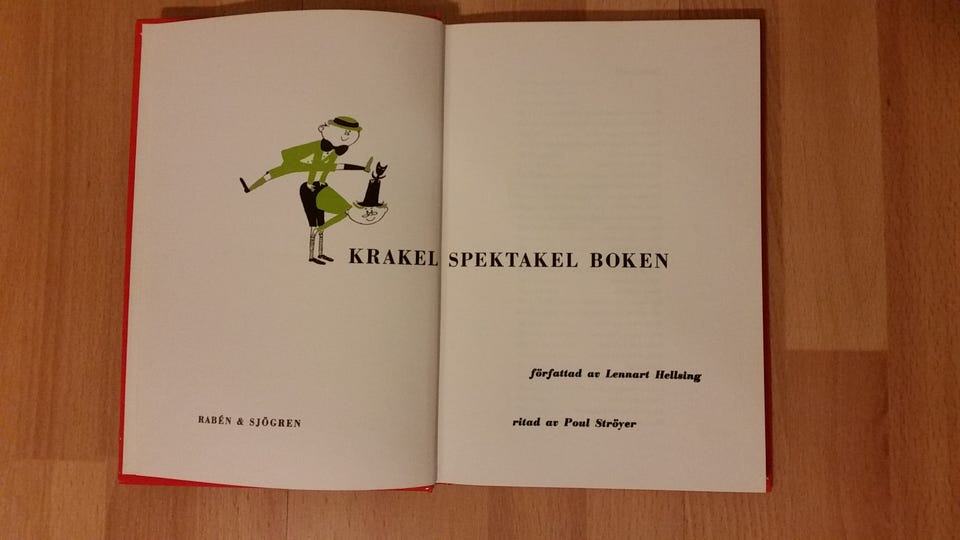 KRAKEL SPEKTAKEL BOKEN
författad av Lennart Hellsing
RABÉN & SJÖGREN
ritad av Poul Ströyer